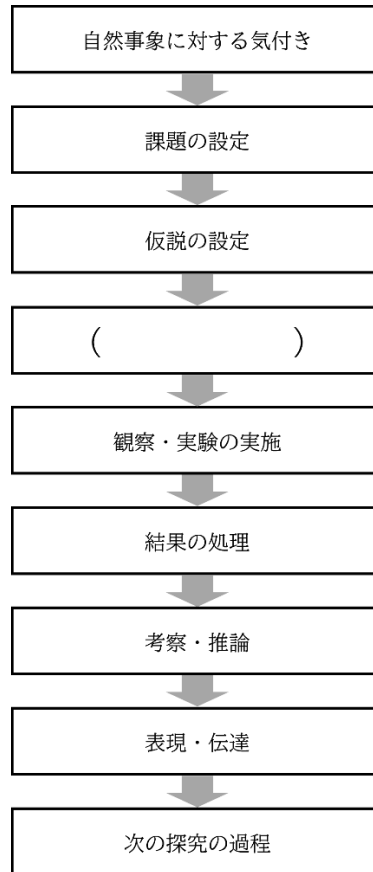 自然事象に対する気付き
課題の設定
仮説の設定
(　　　　　　　　)
観察・実験の実施
結果の処理
考察・推論
表現・伝達
次の探究の過程